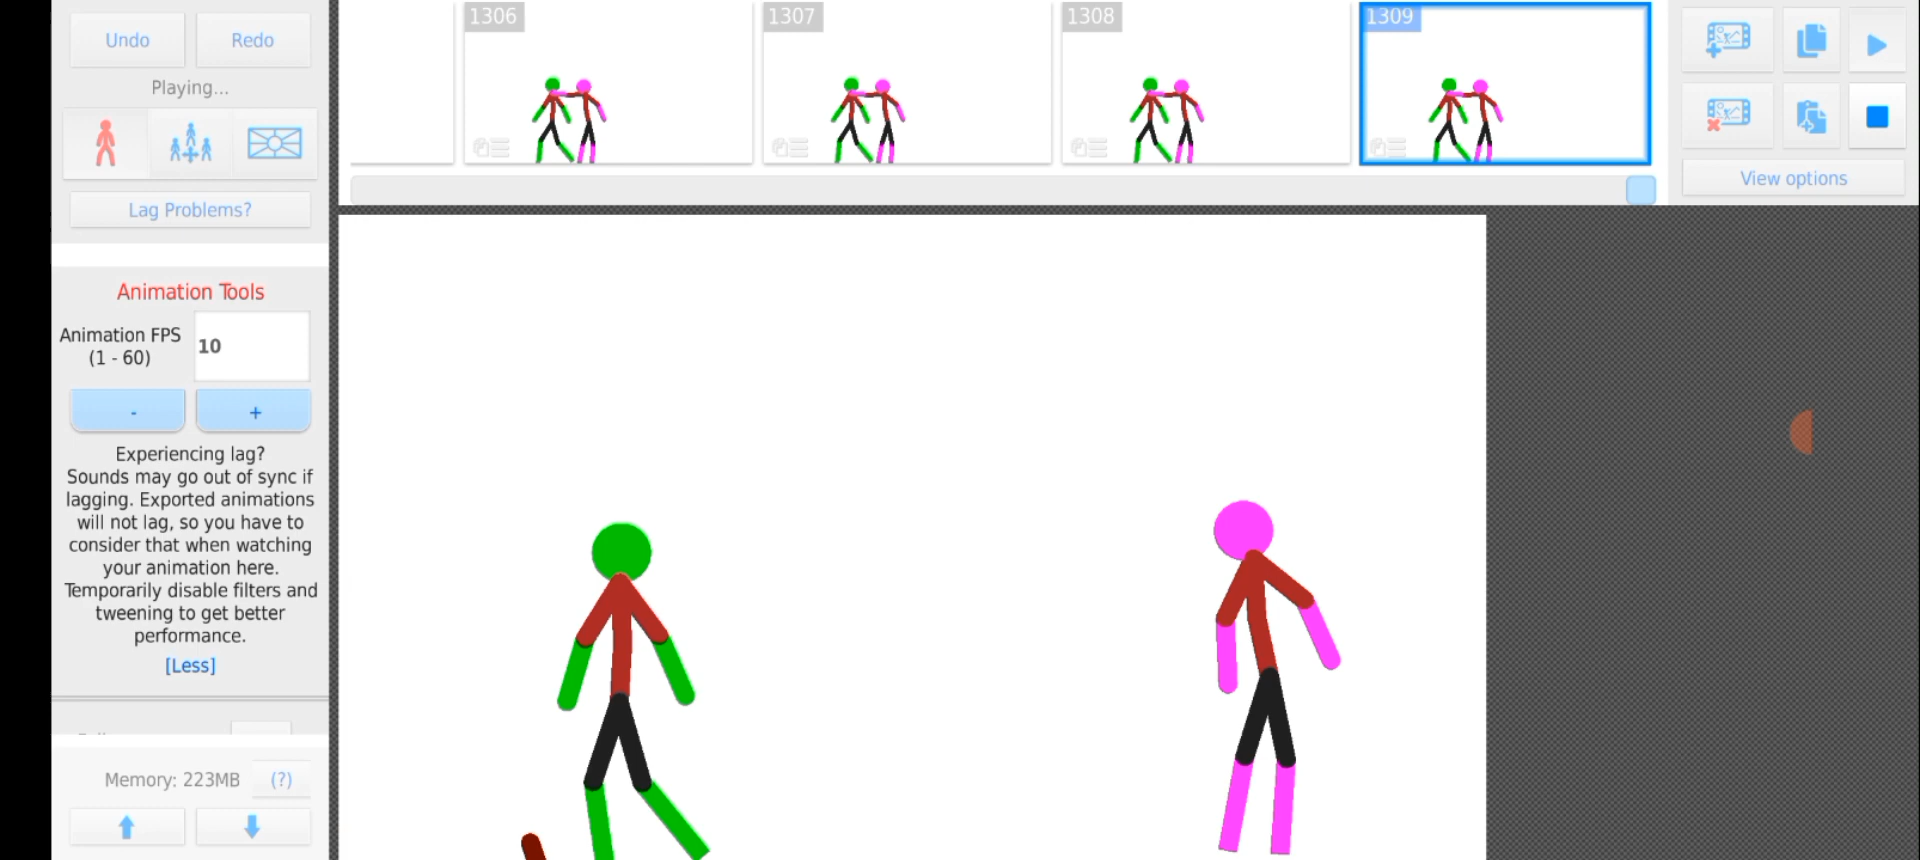 Undo
Redo
Playing...
Lag Problems?
1306
1307
1308
1309
View options
Animation Tools
Animation FPS
(1 - 60)
10
-
+
Experiencing lag?
Sounds may go out of sync if
lagging. Exported animations
will not lag, so you have to
consider that when watching
your animation here.
Temporarily disable filters and
tweening to get better
performance.
[Less]
Memory: 223MB
(?)